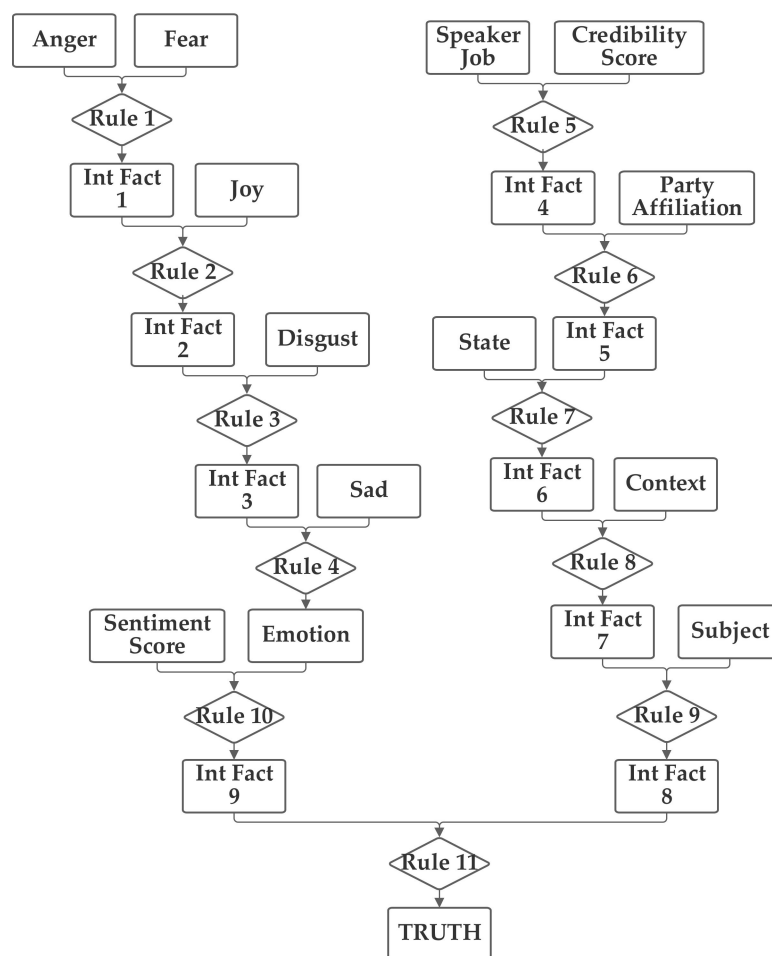 Anger
Fear
Speaker
Job
Credibility
Score
Rule 1
Rule 5
Int Fact
1
Joy
Int Fact
4
Party
Affiliation
Rule 2
Rule 6
Int Fact
2
Disgust
State
Int Fact
5
Rule 3
Rule 7
Int Fact
3
Sad
Int Fact
6
Context
Rule 4
Rule 8
Sentiment
Score
Emotion
Int Fact
7
Subject
Rule 10
Rule 9
Int Fact
9
Int Fact
8
Rule 11
TRUTH